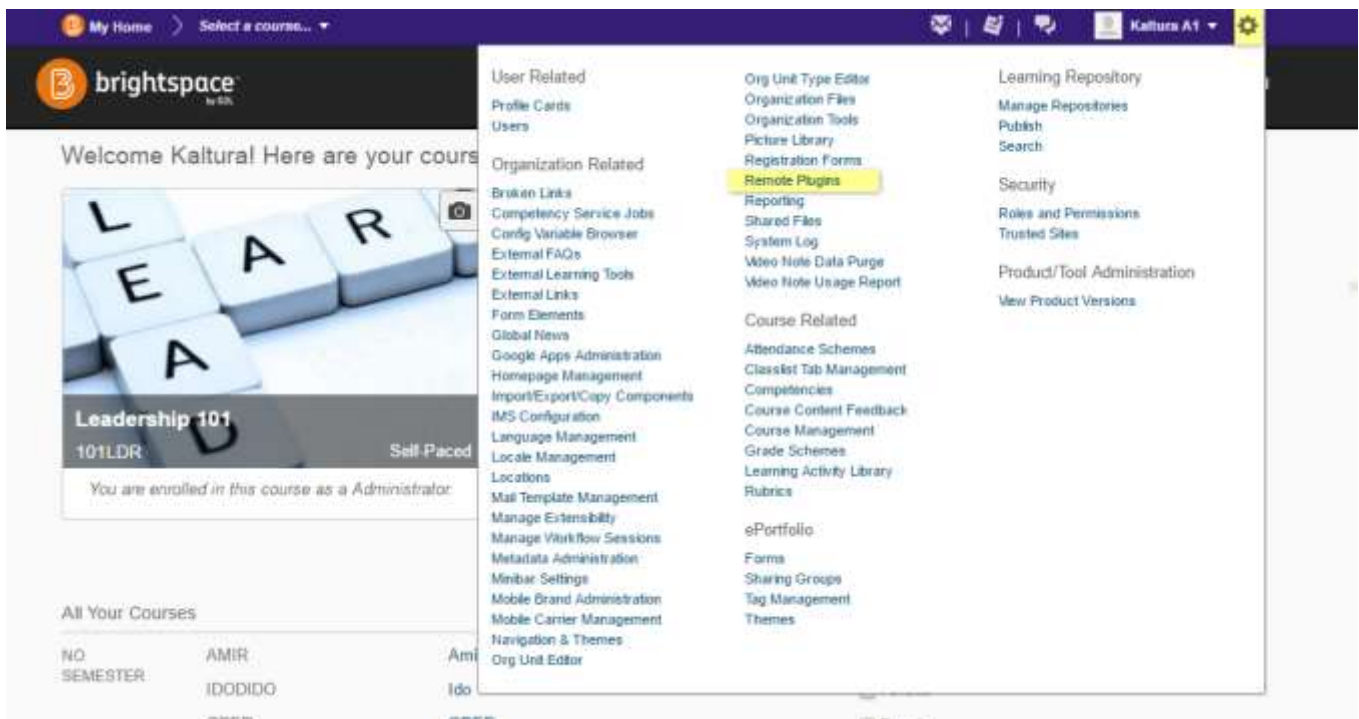 My Home
Select a course...
Kaltura A1
brightspace
by D2L
Welcome Kaltura! Here are your cours
L
E
A
R
A
D
Leadership 101
101LDR
Self-Paced
You are enrolled in this course as a Administrator
All Your Courses
NO SEMESTER
AMIR
Ami
IDODIDO
Ido
User Related
Profile Cards
Users
Organization Related
Broken Links
Competency Service Jobs
Config Variable Browser
External FAQs
External Learning Tools
External Links
Form Elements
Global News
Google Apps Administration
Homepage Management
Import/Export/Copy Components
IMS Configuration
Language Management
Locale Management
Locations
Mail Template Management
Manage Extensibility
Manage Workflow Sessions
Metadata Administration
Minibar Settings
Mobile Brand Administration
Mobile Carrier Management
Navigation & Themes
Org Unit Editor
Org Unit Type Editor
Organization Files
Organization Tools
Picture Library
Registration Forms
Remote Plugins
Reporting
Shared Files
System Log
Video Note Data Purge
Video Note Usage Report
Course Related
Attendance Schemes
Classlist Tab Management
Competencies
Course Content Feedback
Course Management
Grade Schemes
Learning Activity Library
Rubrics
ePortfolio
Forms
Sharing Groups
Tag Management
Themes
Learning Repository
Manage Repositories
Publish
Search
Security
Roles and Permissions
Trusted Sites
Product/Tool Administration
View Product Versions